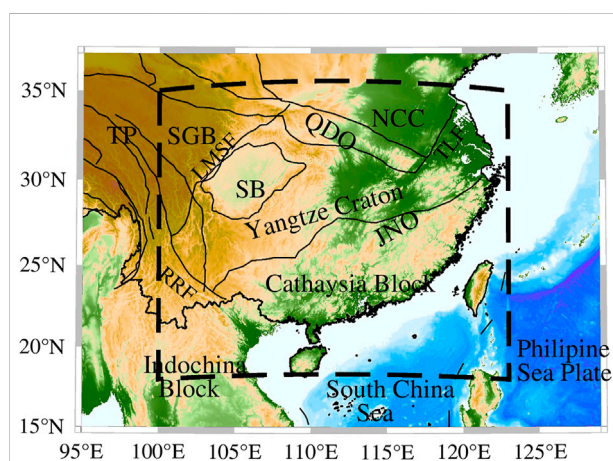 35°N
30°N
25°N
20°N
15°N
TP
SGB
LMSF
QDO
NCC
TLF
SB
Yangtze Craton
JNO
RRF
Cathaysia Block
Indochina
Block
South China
Sea
Philipine
Sea Plate
95°E
100°E
105°E
110°E
115°E
120°E
125°E